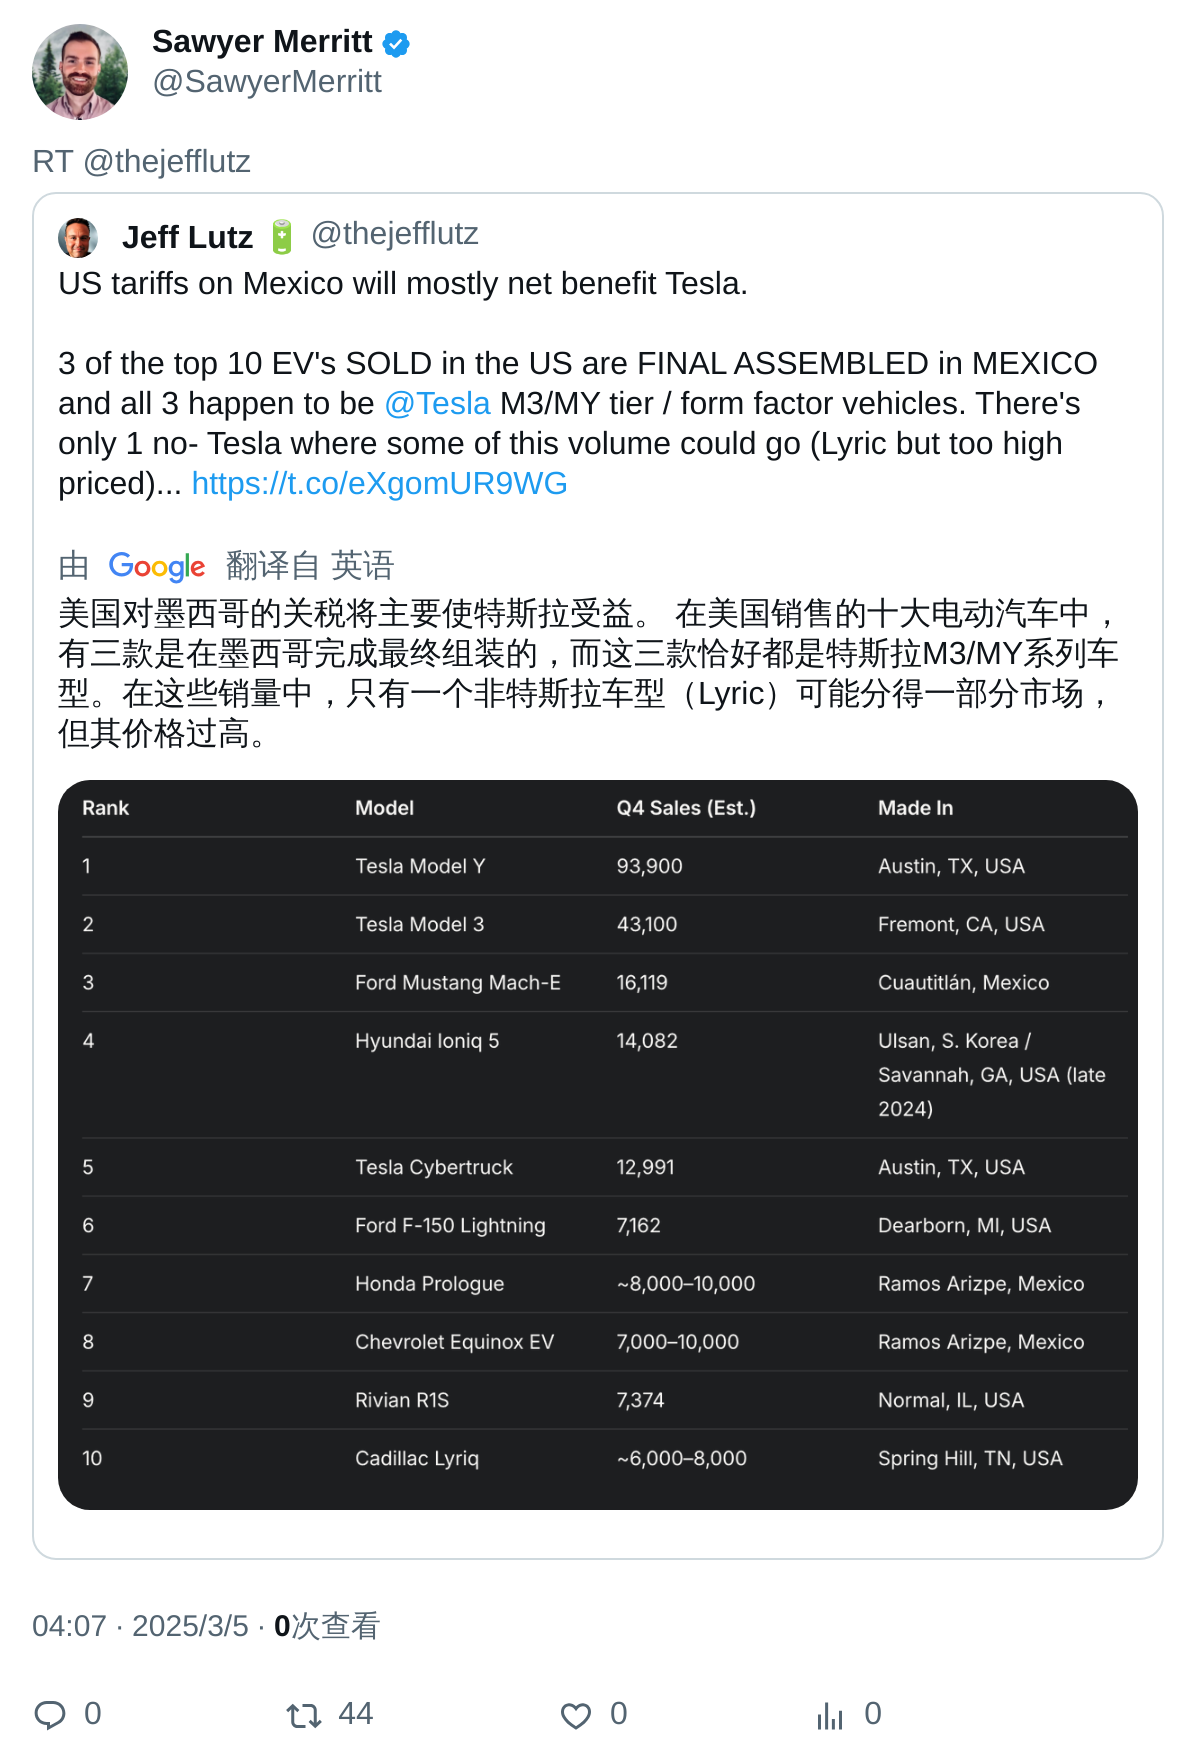 Sawyer Merritt
@SawyerMerritt
RT @thejefflutz
Jeff Lutz 🔋 @thejefflutz
US tariffs on Mexico will mostly net benefit Tesla.
3 of the top 10 EV's SOLD in the US are FINAL ASSEMBLED in MEXICO
and all 3 happen to be @Tesla M3/MY tier / form factor vehicles. There's
only 1 no- Tesla where some of this volume could go (Lyric but too high
priced)... https://t.co/eXgomUR9WG
由 Google 翻译自 英语
美国对墨西哥的关税将主要使特斯拉受益。 在美国销售的十大电动汽车中，
有三款是在墨西哥完成最终组装的，而这三款恰好都是特斯拉M3/MY系列车
型。在这些销量中，只有一个非特斯拉车型（Lyric）可能分得一部分市场，
但其价格过高。
Rank Model Q4 Sales (Est.) Made In
1 Tesla Model Y 93,900 Austin, TX, USA
2 Tesla Model 3 43,100 Fremont, CA, USA
3 Ford Mustang Mach-E 16,119 Cuautitlán, Mexico
4 Hyundai Ioniq 5 14,082 Ulsan, S. Korea /
Savannah, GA, USA (late
2024)
5 Tesla Cybertruck 12,991 Austin, TX, USA
6 Ford F-150 Lightning 7,162 Dearborn, MI, USA
7 Honda Prologue ~8,000–10,000 Ramos Arizpe, Mexico
8 Chevrolet Equinox EV 7,000–10,000 Ramos Arizpe, Mexico
9 Rivian R1S 7,374 Normal, IL, USA
10 Cadillac Lyriq ~6,000–8,000 Spring Hill, TN, USA
04:07 · 2025/3/5 · 0次查看
0 44 0 0